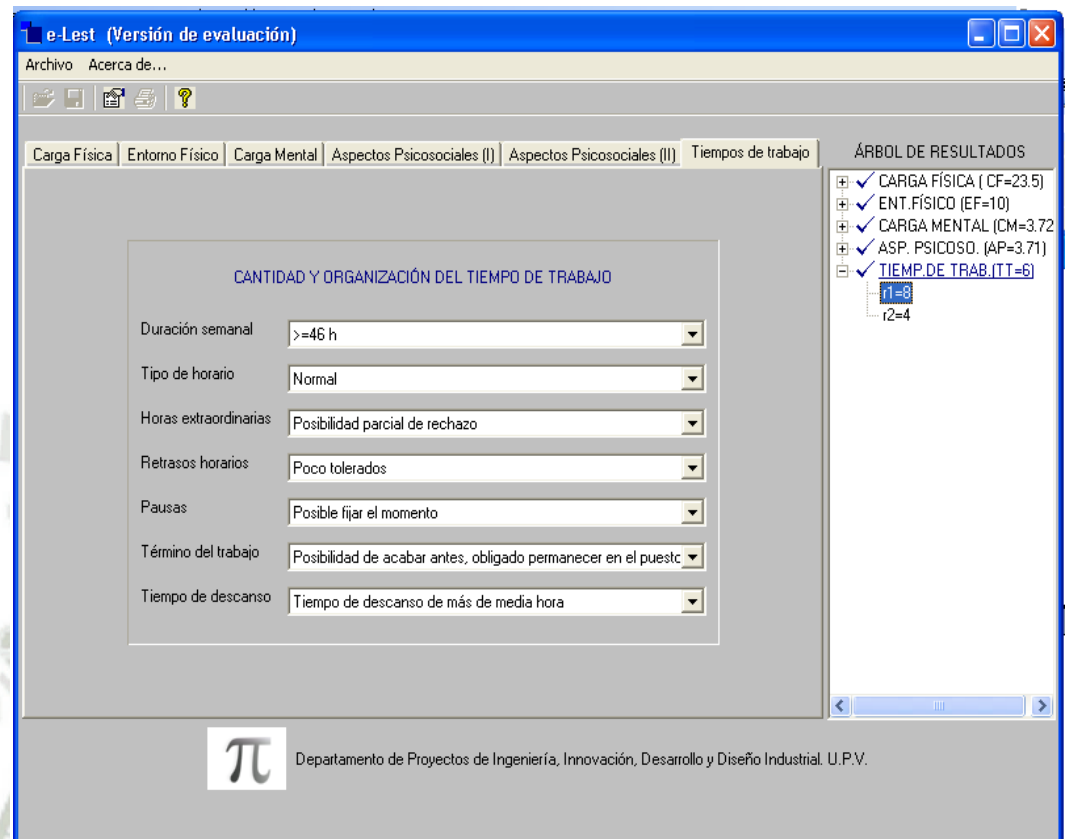 e-Lest (Versión de evaluación)
Archivo Acerca de...
Carga Física Entorno Físico Carga Mental Aspectos Psicosociales (I) Aspectos Psicosociales (II) Tiempos de trabajo
ÁRBOL DE RESULTADOS
CARGA FÍSICA ( CF=23.5)
ENT.FÍSICO (EF=10)
CARGA MENTAL (CM=3.72
ASP. PSICOSO. (AP=3.71)
TIEMP.DE TRAB.(TT=6)
r1=8
r2=4
CANTIDAD Y ORGANIZACIÓN DEL TIEMPO DE TRABAJO
Duración semanal >=46 h
Tipo de horario Normal
Horas extraordinarias Posibilidad parcial de rechazo
Retrasos horarios Poco tolerados
Pausas Posible fijar el momento
Término del trabajo Posibilidad de acabar antes, obligado permanecer en el puesto
Tiempo de descanso Tiempo de descanso de más de media hora
π
Departamento de Proyectos de Ingeniería, Innovación, Desarrollo y Diseño Industrial. U.P.V.